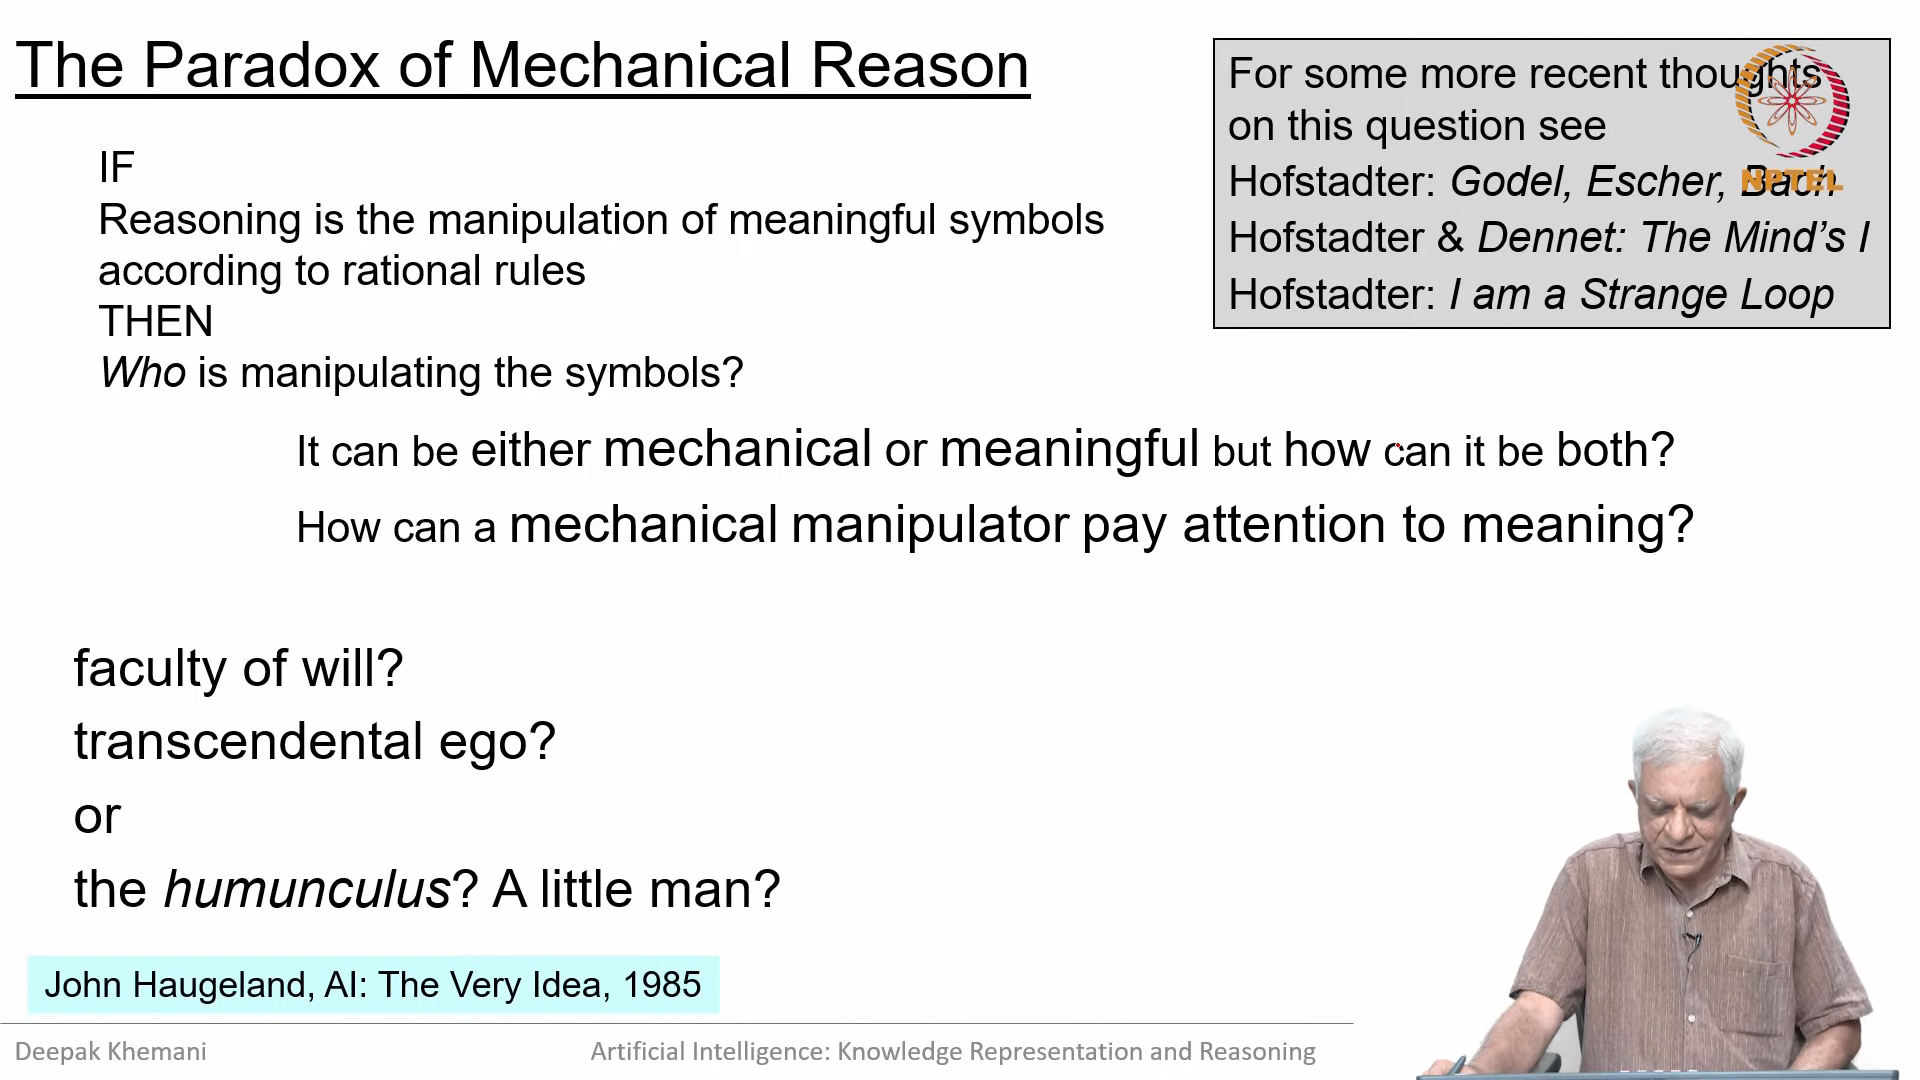 The Paradox of Mechanical Reason
For some more recent thoughts
on this question see
Hofstadter: Godel, Escher, Bach
Hofstadter & Dennet: The Mind's I
Hofstadter: I am a Strange Loop
NPTEL
IF
Reasoning is the manipulation of meaningful symbols
according to rational rules
THEN
Who is manipulating the symbols?
It can be either mechanical or meaningful but how can it be both?
How can a mechanical manipulator pay attention to meaning?
faculty of will?
transcendental ego?
or
the humunculus? A little man?
John Haugeland, AI: The Very Idea, 1985
Deepak Khemani
Artificial Intelligence: Knowledge Representation and Reasoning